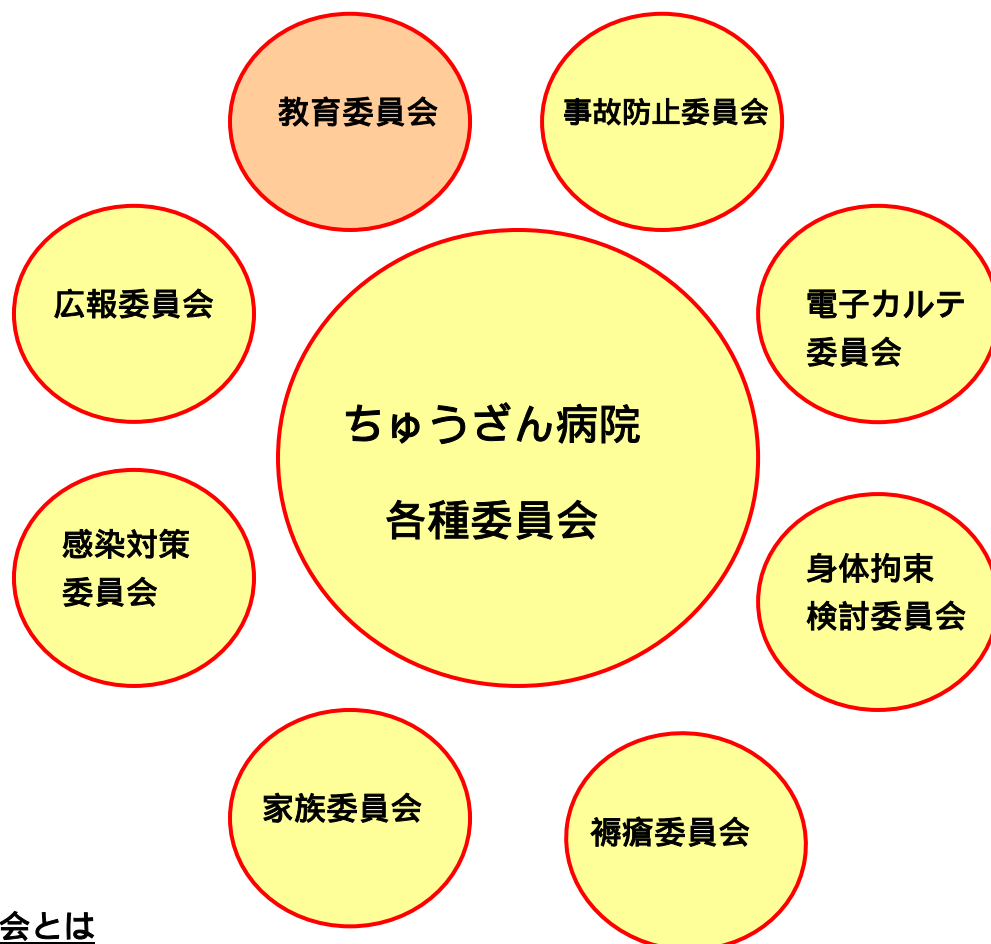 教育委員会
事故防止委員会
広報委員会
電子カルテ
委員会
ちゅうざん病院
各種委員会
感染対策
委員会
身体拘束
検討委員会
家族委員会
褥瘡委員会
会とは